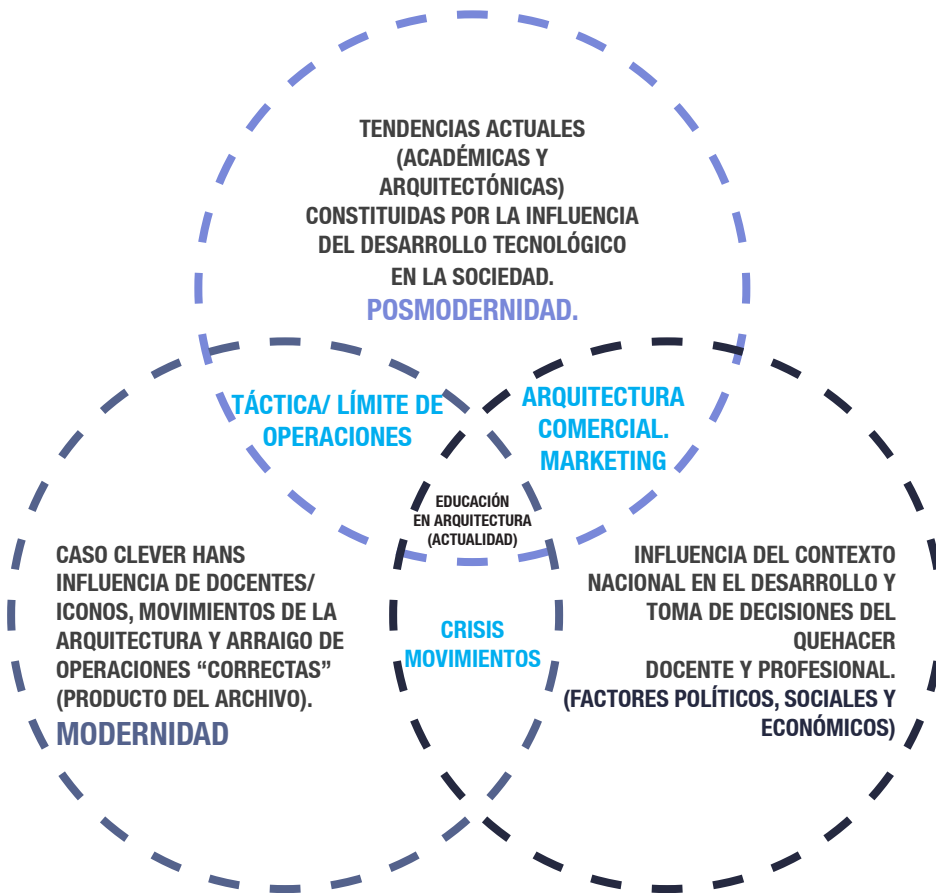 TENDENCIAS ACTUALES
(ACADÉMICAS Y
ARQUITECTÓNICAS)
CONSTITUIDAS POR LA INFLUENCIA
DEL DESARROLLO TECNOLÓGICO
EN LA SOCIEDAD.
POSMODERNIDAD.
TÁCTICA/ LÍMITE DE
OPERACIONES
ARQUITECTURA
COMERCIAL.
MARKETING
EDUCACIÓN
EN ARQUITECTURA
(ACTUALIDAD)
CASO CLEVER HANS
INFLUENCIA DE DOCENTES/
ICONOS, MOVIMIENTOS DE LA
ARQUITECTURA Y ARRAIGO DE
OPERACIONES “CORRECTAS”
(PRODUCTO DEL ARCHIVO).
MODERNIDAD
CRISIS
MOVIMIENTOS
INFLUENCIA DEL CONTEXTO
NACIONAL EN EL DESARROLLO Y
TOMA DE DECISIONES DEL
QUEHACER
DOCENTE Y PROFESIONAL.
(FACTORES POLÍTICOS, SOCIALES Y
ECONÓMICOS)